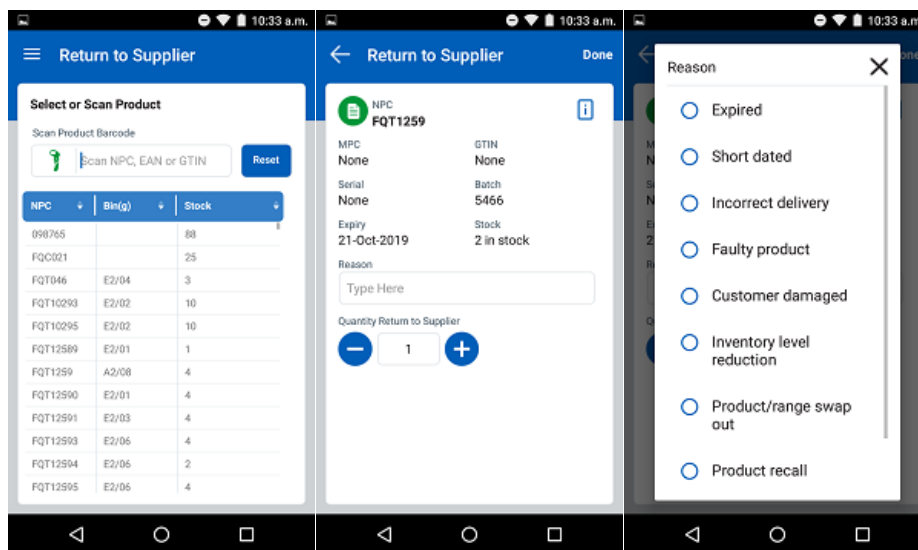 10:33 a.m.
Return to Supplier
Select or Scan Product
Scan Product Barcode
Scan NPC, EAN or GTIN
Reset
NPC Bin(g) Stock
098765 88
FQC021 25
FQT046 E2/04 3
FQT10293 E2/02 10
FQT10295 E2/02 10
FQT12589 E2/01 1
FQT1259 A2/08 4
FQT12590 E2/01 4
FQT12591 E2/03 4
FQT12593 E2/06 4
FQT12594 E2/06 2
FQT12595 E2/06 4
10:33 a.m.
Return to Supplier Done
NPC
FQT1259
MPC GTIN
None None
Serial Batch
None 5466
Expiry Stock
21-Oct-2019 2 in stock
Reason
Type Here
Quantity Return to Supplier
1
10:33 a.m
Reason
Expired
Short dated
Incorrect delivery
Faulty product
Customer damaged
Inventory level
reduction
Product/range swap
out
Product recall